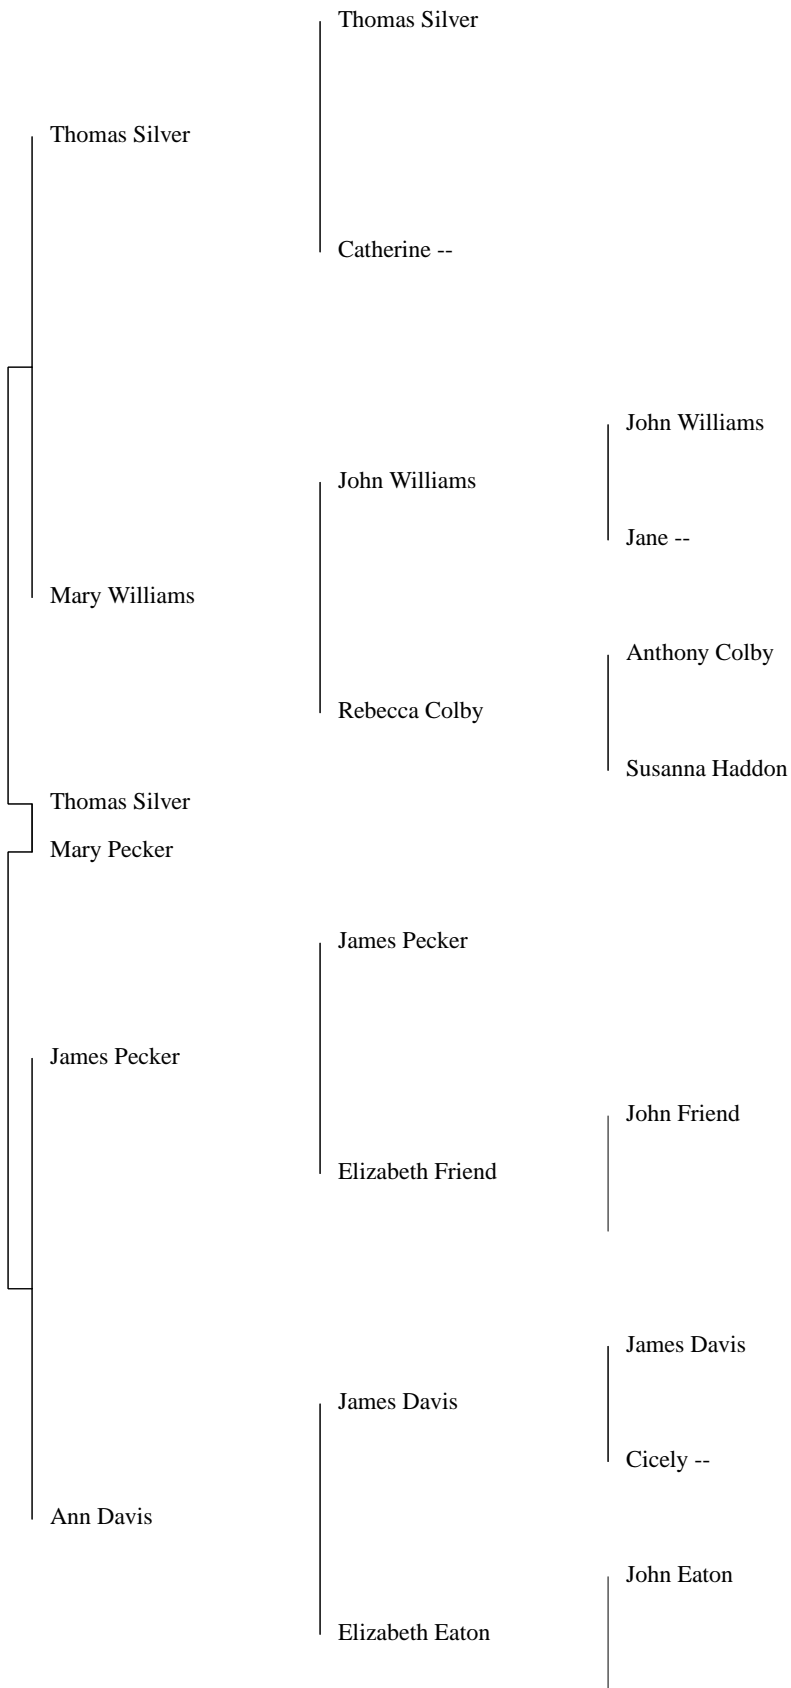 Thomas Silver
Thomas Silver
Catherine --
John Williams
John Williams
Jane --
Mary Williams
Anthony Colby
Rebecca Colby
Susanna Haddon
Thomas Silver
Mary Pecker
James Pecker
James Pecker
John Friend
Elizabeth Friend
James Davis
James Davis
Cicely --
Ann Davis
John Eaton
Elizabeth Eaton